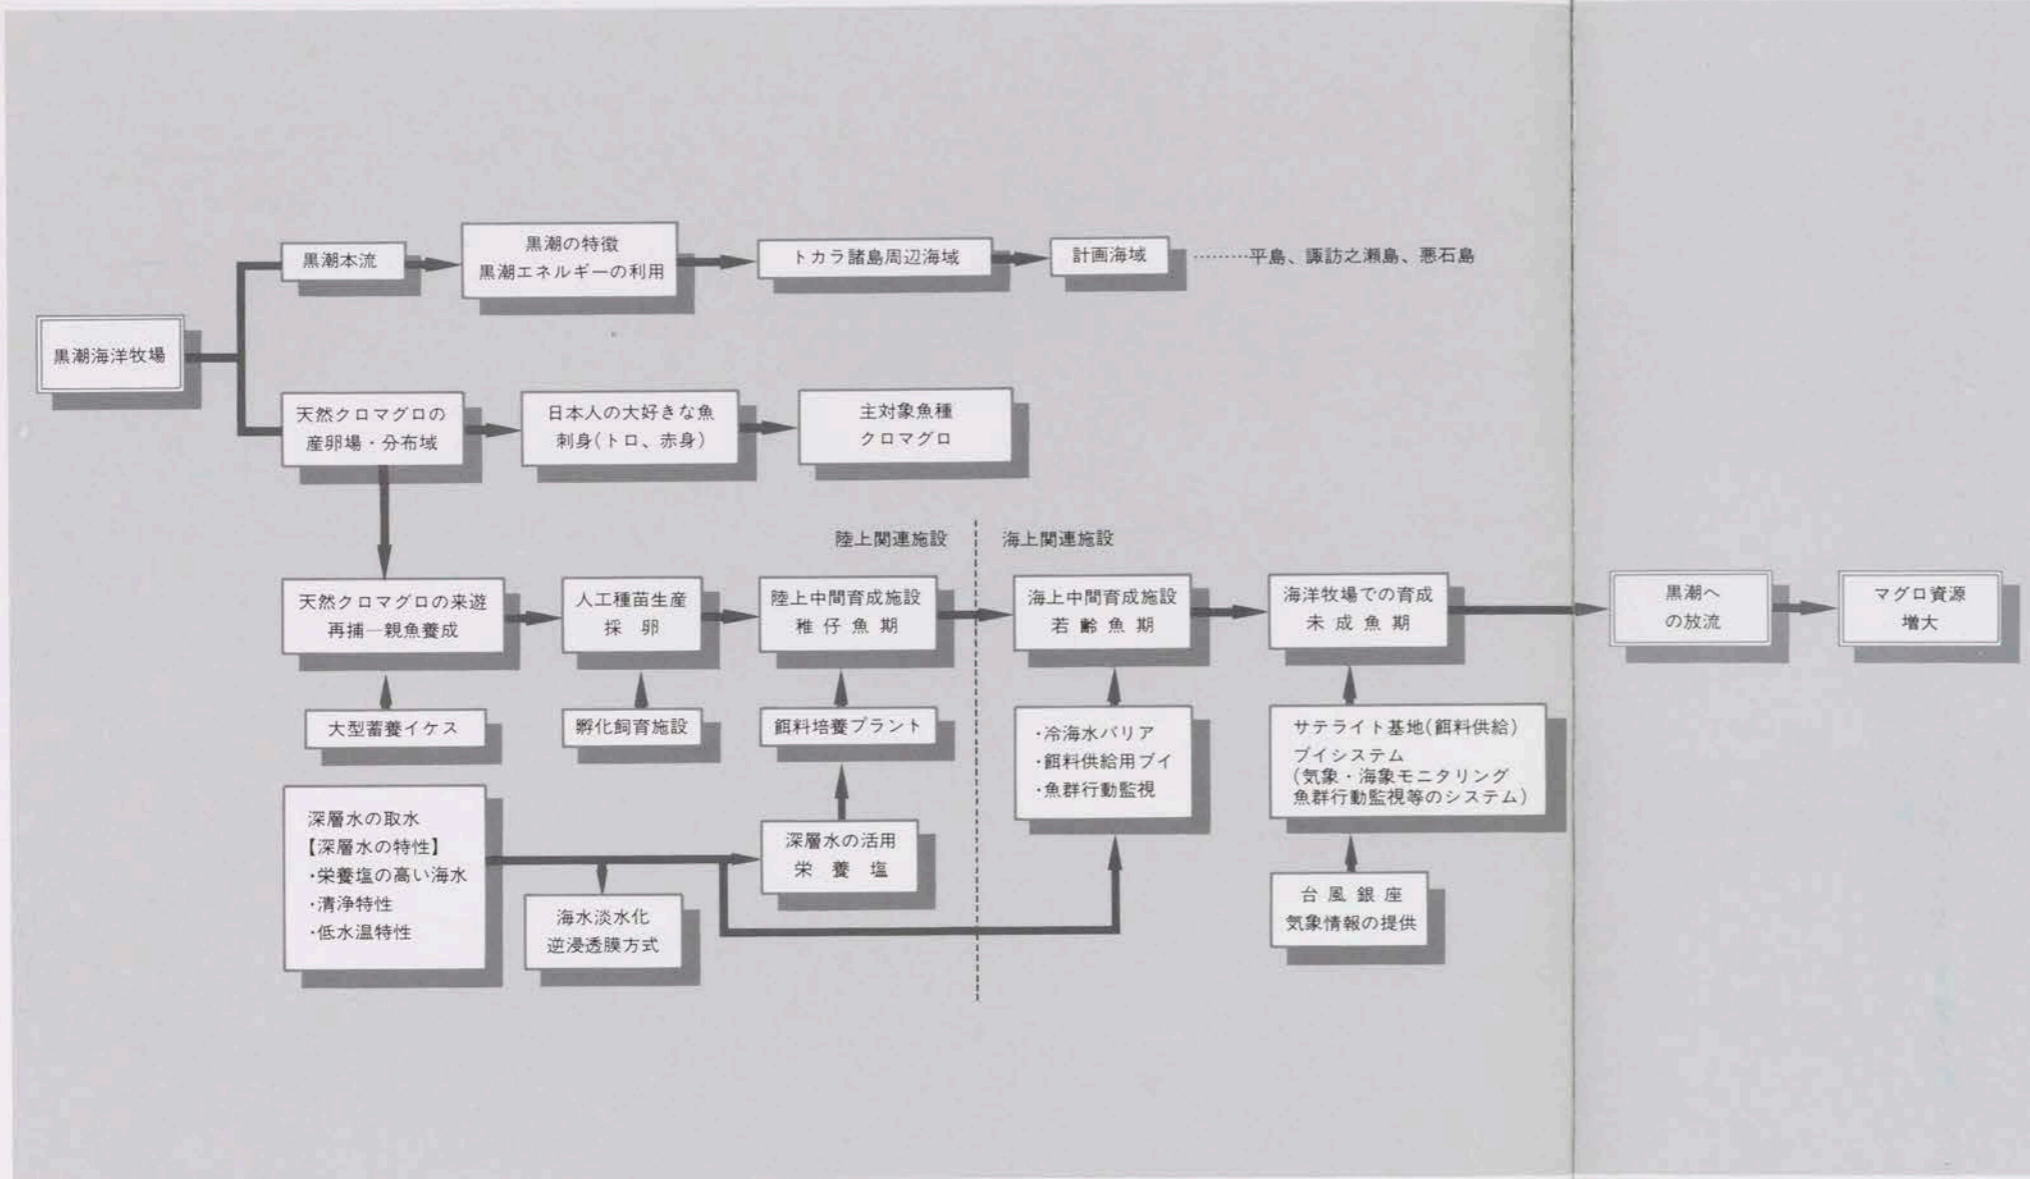 黒潮海洋牧場
黒潮本流
黒潮の特徴
黒潮エネルギーの利用
トカラ諸島周辺海域
計画海域
………平島、諏訪之瀬島、悪石島
天然クロマグロの
産卵場・分布域
日本人の大好きな魚
刺身(トロ、赤身)
主対象魚種
クロマグロ
陸上関連施設
海上関連施設
天然クロマグロの来遊
再捕―親魚養成
人工種苗生産
採 卵
陸上中間育成施設
稚仔魚期
海上中間育成施設
若齢魚期
海洋牧場での育成
未成魚期
黒潮へ
の放流
マグロ資源
増大
大型蓄養イケス
孵化飼育施設
餌料培養プラント
・冷海水バリア
・餌料供給用ブイ
・魚群行動監視
サテライト基地(餌料供給)
ブイシステム
(気象・海象モニタリング
魚群行動監視等のシステム)
深層水の取水
【深層水の特性】
・栄養塩の高い海水
・清浄特性
・低水温特性
海水淡水化
逆浸透膜方式
深層水の活用
栄 養 塩
台 風 銀 座
気象情報の提供